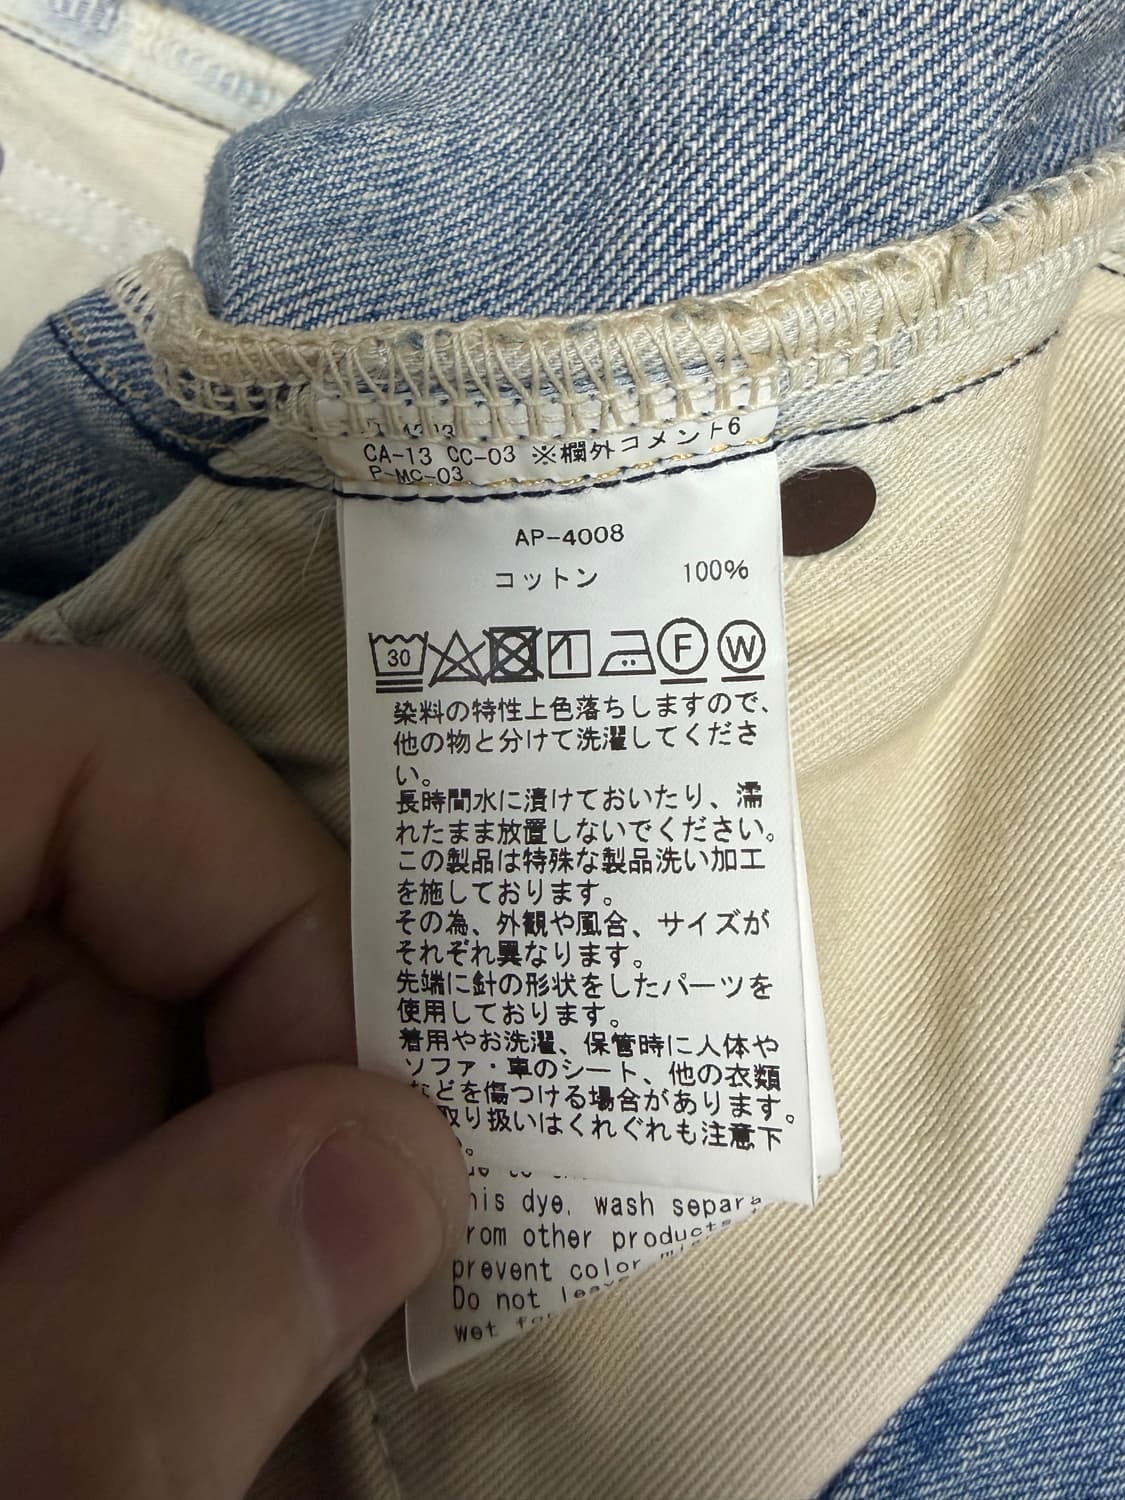 CA-13 CC-03 ※欄外コメント6
P-MC-03
AP-4008
コットン 100%
30
F W
染料の特性上色落ちしますので、
他の物と分けて洗濯してくださ
い。
長時間水に漬けておいたり、濡
れたまま放置しないでください。
この製品は特殊な製品洗い加工
を施しております。
その為、外観や風合、サイズが
それぞれ異なります。
先端に針の形状をしたパーツを
使用しております。
着用やお洗濯、保管時に人体や
ソファ・車のシート、他の衣類
などを傷つける場合があります。
取り扱いはくれぐれも注意下
。
his dye, wash separa
rom other products
prevent color
Do not leave
wet